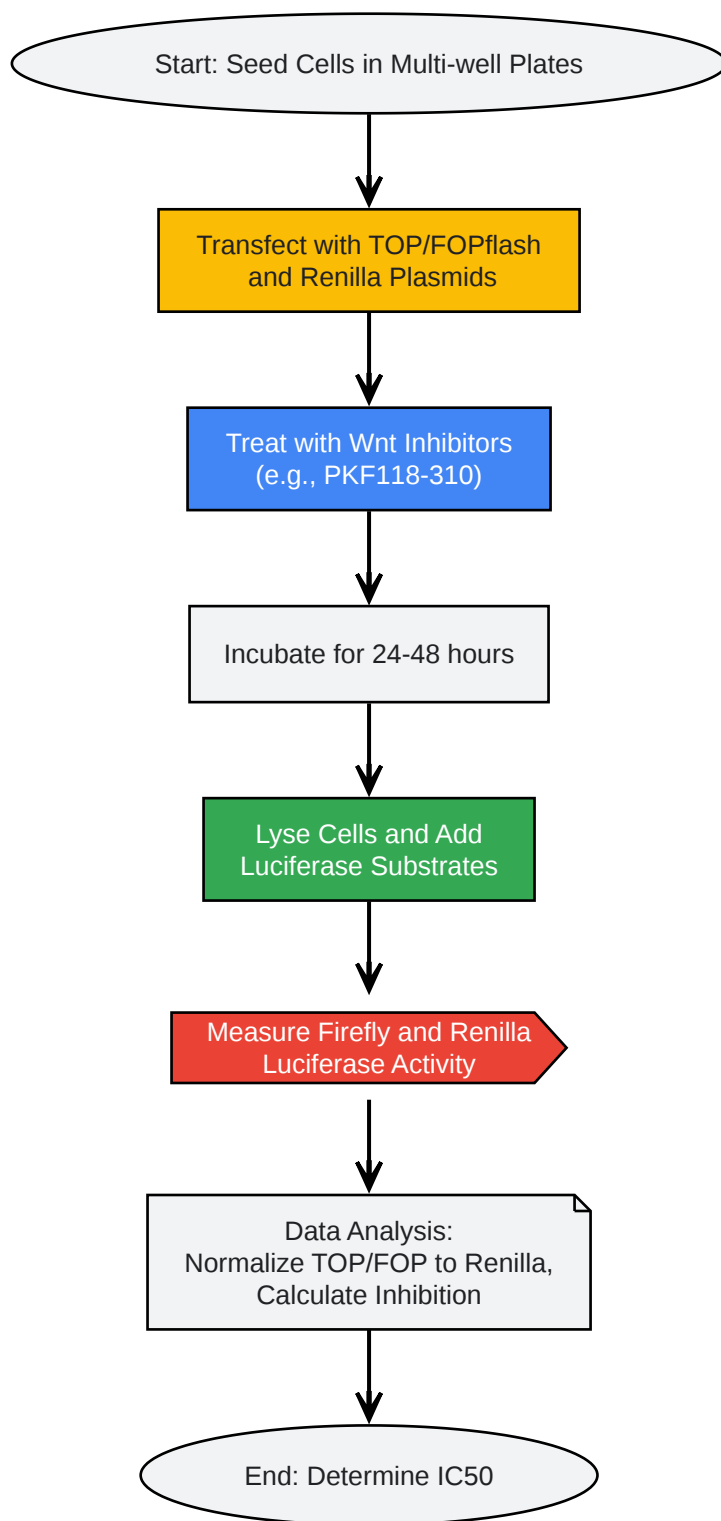 Start: Seed Cells in Multi-well Plates
Transfect with TOP/FOPflash
and Renilla Plasmids
Treat with Wnt Inhibitors
(e.g., PKF118-310)
Incubate for 24-48 hours
Lyse Cells and Add
Luciferase Substrates
Measure Firefly and Renilla
Luciferase Activity
Data Analysis:
Normalize TOP/FOP to Renilla,
Calculate Inhibition
End: Determine IC50